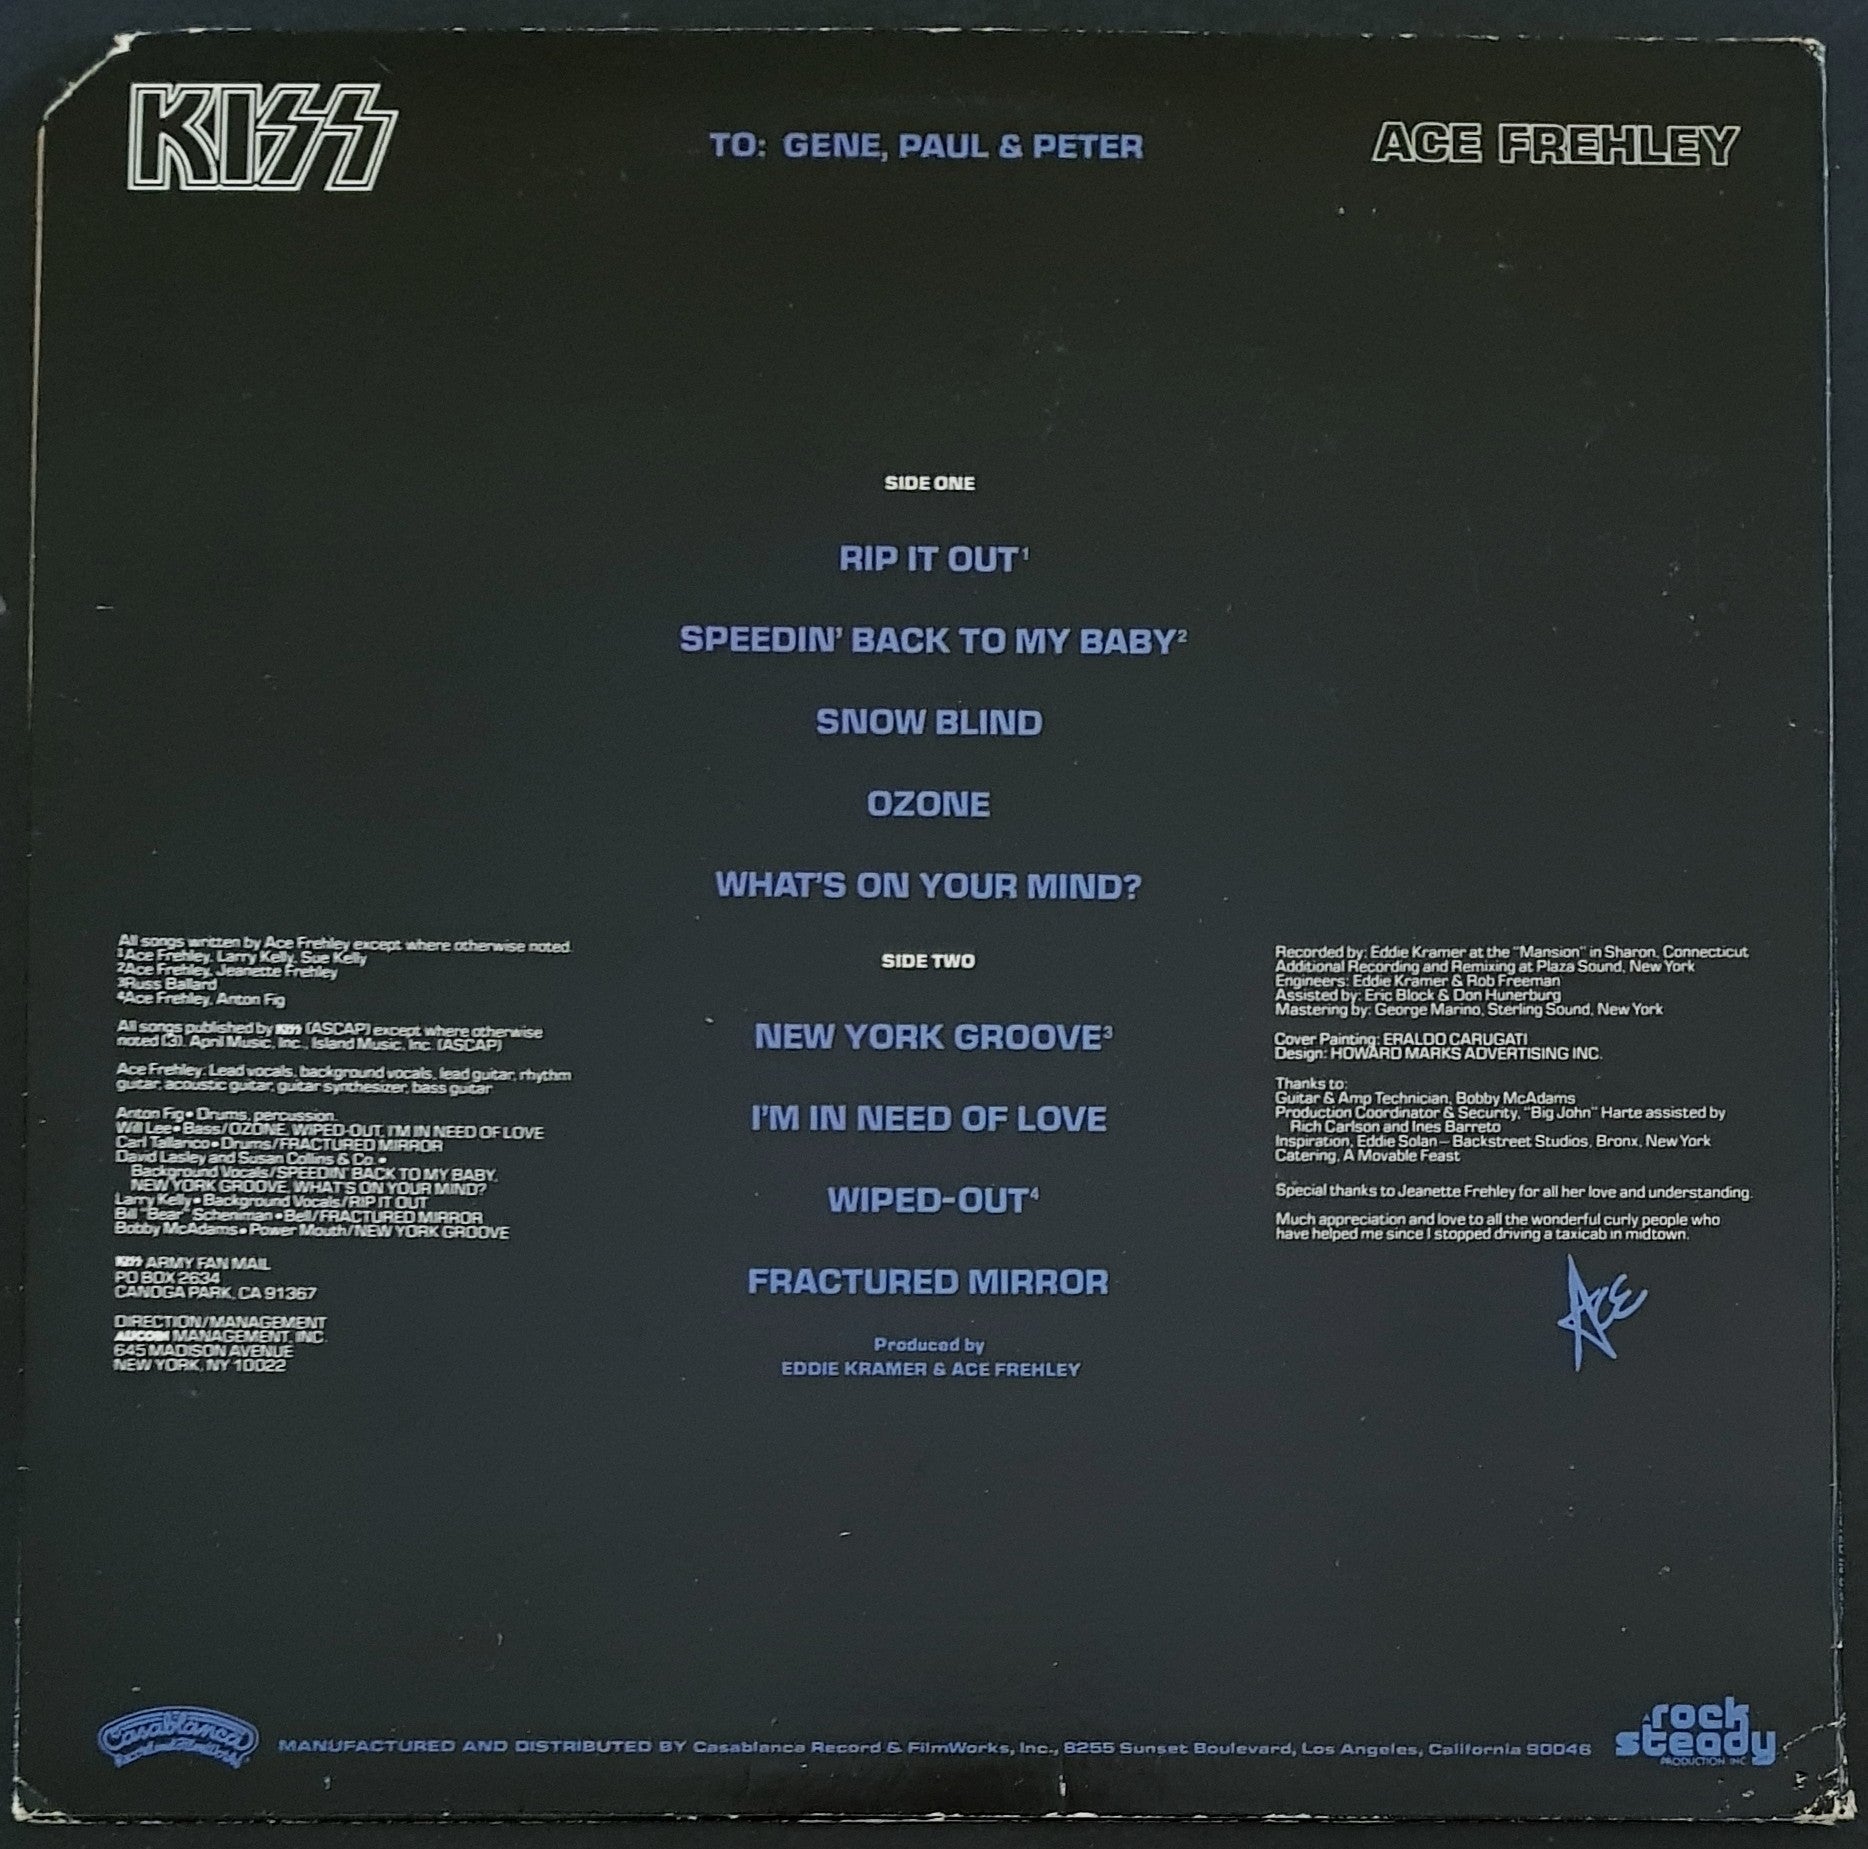 KISS
TO: GENE, PAUL & PETER
ACE FREHLEY
SIDE ONE
RIP IT OUT¹
SPEEDIN' BACK TO MY BABY²
SNOW BLIND
OZONE
WHAT'S ON YOUR MIND?
SIDE TWO
NEW YORK GROOVE³
I'M IN NEED OF LOVE
WIPED-OUT⁴
FRACTURED MIRROR
Produced by
EDDIE KRAMER & ACE FREHLEY
All songs written by Ace Frehley except where otherwise noted.
¹Ace Frehley, Larry Kelly, Sue Kelly
²Ace Frehley, Jeanette Frehley
³Russ Ballard
⁴Ace Frehley, Anton Fig
All songs published by KISS (ASCAP) except where otherwise
noted (3). April Music, Inc., Island Music, Inc. (ASCAP)
Ace Frehley: Lead vocals, background vocals, lead guitar, rhythm
guitar, acoustic guitar, guitar synthesizer, bass guitar
Anton Fig • Drums, percussion.
Will Lee • Bass/OZONE, WIPED-OUT, I'M IN NEED OF LOVE
Carl Tallarico • Drums/FRACTURED MIRROR
David Lasley and Susan Collins & Co. •
Background Vocals/SPEEDIN' BACK TO MY BABY,
NEW YORK GROOVE, WHAT'S ON YOUR MIND?
Larry Kelly • Background Vocals/RIP IT OUT
Bill "Bear" Scheniman • Bell/FRACTURED MIRROR
Bobby McAdams • Power Mouth/NEW YORK GROOVE
KISS ARMY FAN MAIL
PO BOX 2634
CANOGA PARK, CA 91367
DIRECTION/MANAGEMENT
AUCOIN MANAGEMENT, INC.
645 MADISON AVENUE
NEW YORK, NY 10022
Recorded by: Eddie Kramer at the "Mansion" in Sharon, Connecticut
Additional Recording and Remixing at Plaza Sound, New York
Engineers: Eddie Kramer & Rob Freeman
Assisted by: Eric Block & Don Hunerburg
Mastering by: George Marino, Sterling Sound, New York
Cover Painting: ERALDO CARUGATI
Design: HOWARD MARKS ADVERTISING INC.
Thanks to:
Guitar & Amp Technician, Bobby McAdams
Production Coordinator & Security, "Big John" Harte assisted by
Rich Carlson and Ines Barreto
Inspiration, Eddie Solan – Backstreet Studios, Bronx, New York
Catering, A Movable Feast
Special thanks to Jeanette Frehley for all her love and understanding.
Much appreciation and love to all the wonderful curly people who
have helped me since I stopped driving a taxicab in midtown.
Ace
Casablanca
Record and FilmWorks
MANUFACTURED AND DISTRIBUTED BY Casablanca Record & FilmWorks, Inc., 8255 Sunset Boulevard, Los Angeles, California 90046
A rock
steady
PRODUCTION INC